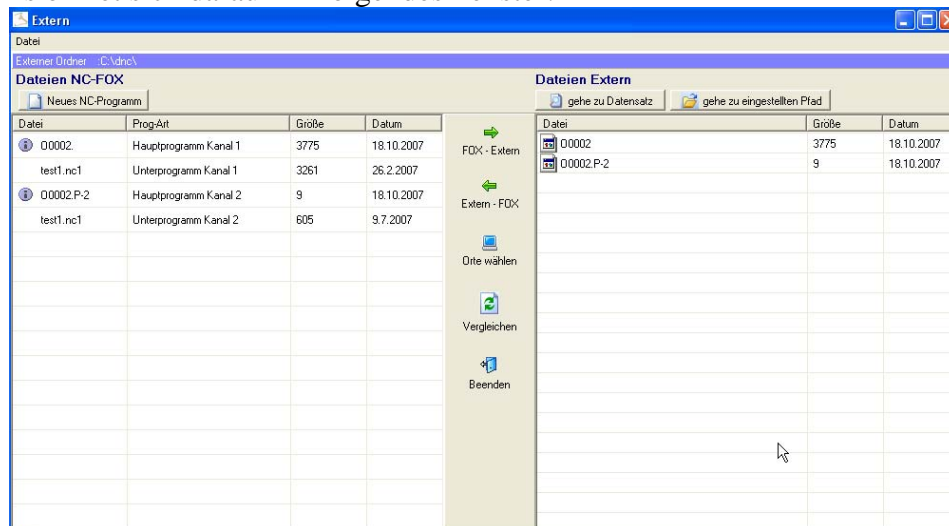 Extern
Datei
Externer Ordner :C:\dnc\
Dateien NC-FOX
Neues NC-Programm
Datei Prog-Art Größe Datum
O0002. Hauptprogramm Kanal 1 3775 18.10.2007
test1.nc1 Unterprogramm Kanal 1 3261 26.2.2007
O0002.P-2 Hauptprogramm Kanal 2 9 18.10.2007
test1.nc1 Unterprogramm Kanal 2 605 9.7.2007
FOX - Extern
Extern - FOX
Orte wählen
Vergleichen
Beenden
Dateien Extern
gehe zu Datensatz gehe zu eingestellten Pfad
Datei Größe Datum
O0002 3775 18.10.2007
O0002.P-2 9 18.10.2007